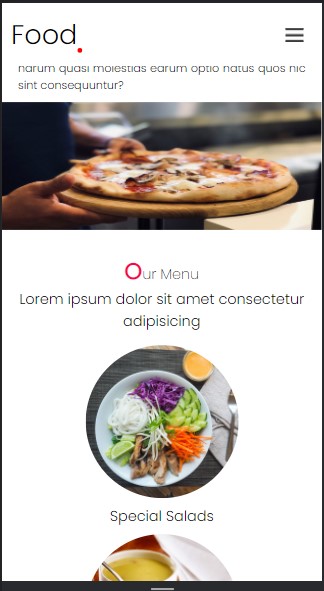 Food.
narum quasi molestias earum optio natus quos hic
sint consequuntur?
Our Menu
Lorem ipsum dolor sit amet consectetur
adipisicing
Special Salads